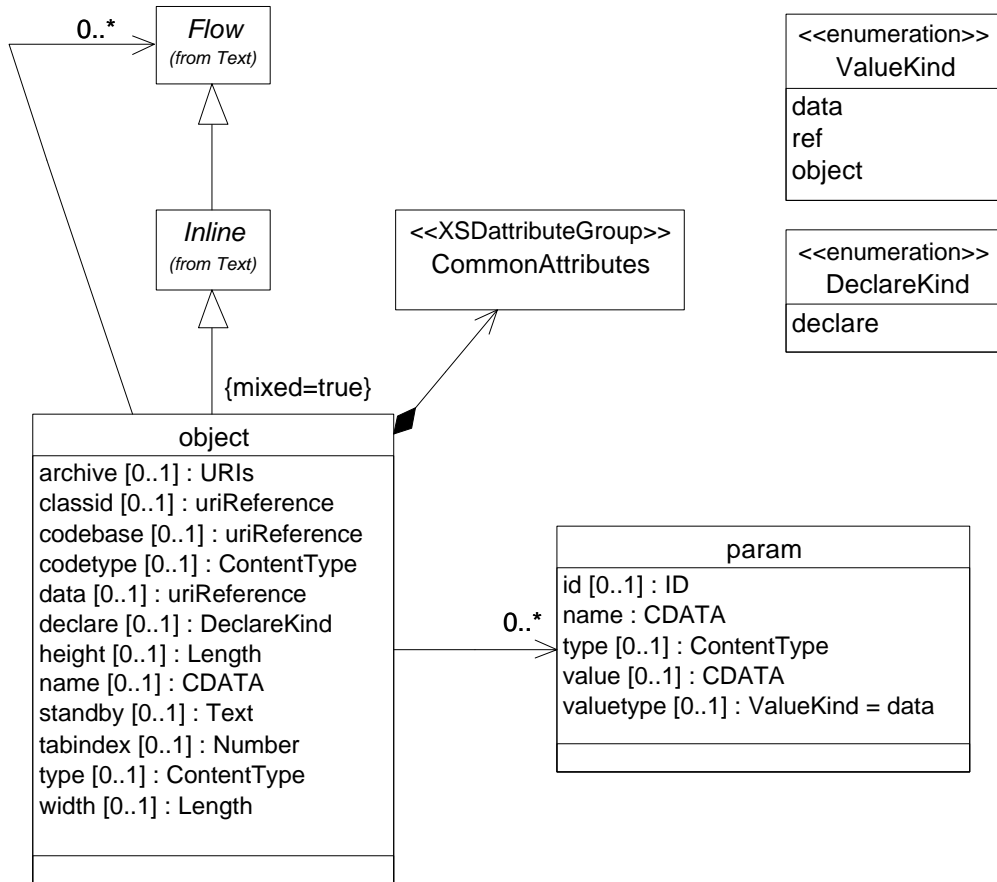 0..*
Flow
(from Text)
Inline
(from Text)
<<XSDattributeGroup>>
CommonAttributes
<<enumeration>>
ValueKind
data
ref
object
<<enumeration>>
DeclareKind
declare
{mixed=true}
object
archive [0..1] : URIs
classid [0..1] : uriReference
codebase [0..1] : uriReference
codetype [0..1] : ContentType
data [0..1] : uriReference
declare [0..1] : DeclareKind
height [0..1] : Length
name [0..1] : CDATA
standby [0..1] : Text
tabindex [0..1] : Number
type [0..1] : ContentType
width [0..1] : Length
0..*
param
id [0..1] : ID
name : CDATA
type [0..1] : ContentType
value [0..1] : CDATA
valuetype [0..1] : ValueKind = data